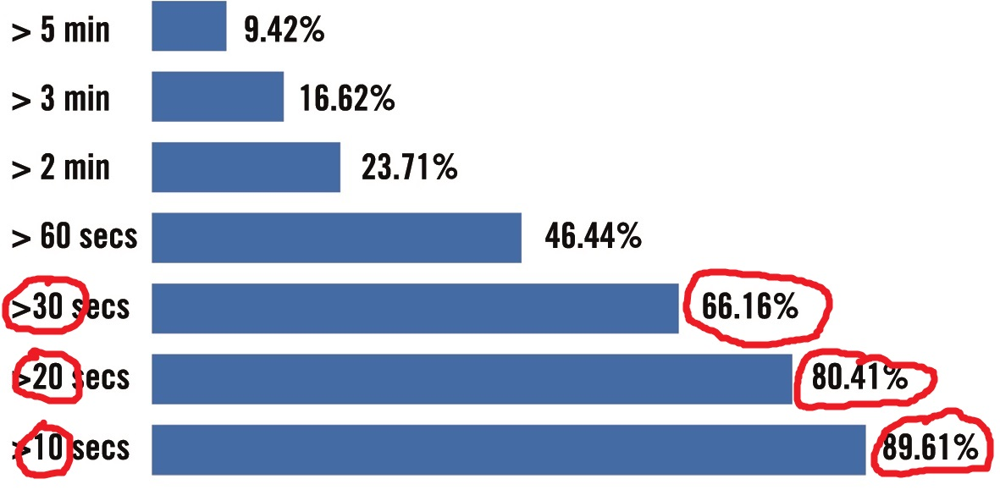 > 5 min 9.42%
> 3 min 16.62%
> 2 min 23.71%
> 60 secs 46.44%
>30 secs 66.16%
>20 secs 80.41%
>10 secs 89.61%